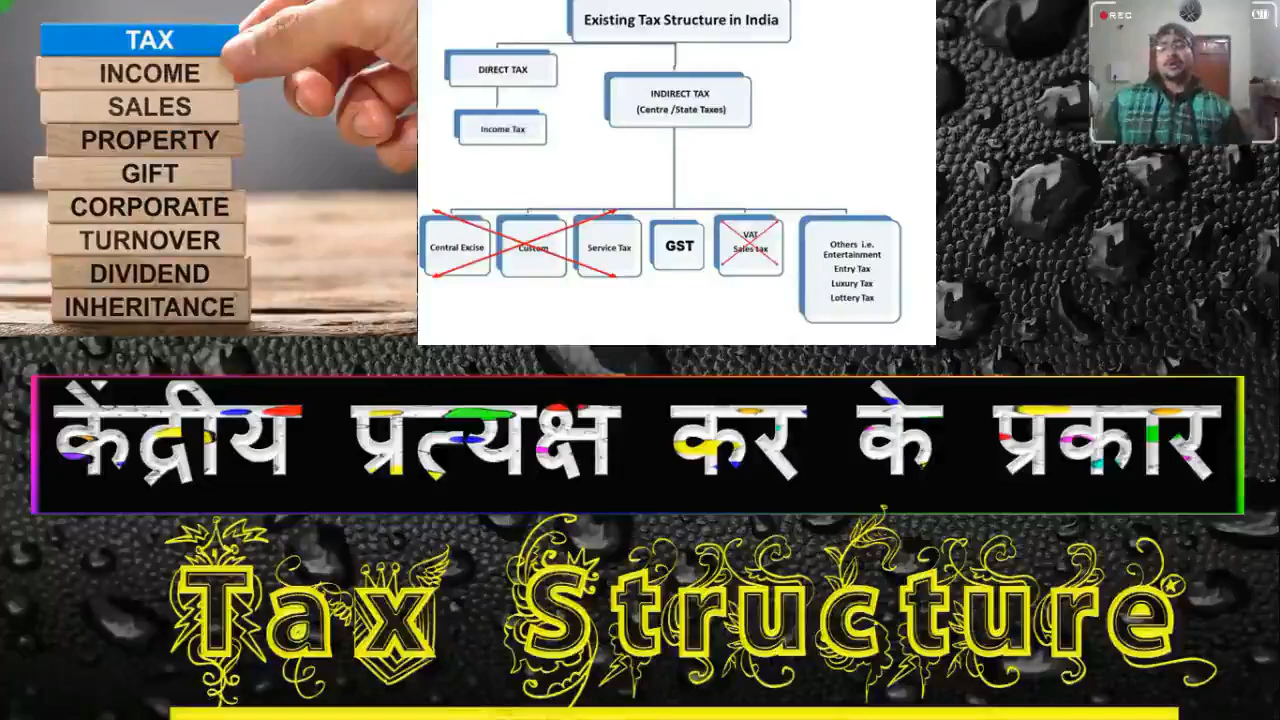 TAX
INCOME
SALES
PROPERTY
GIFT
CORPORATE
TURNOVER
DIVIDEND
INHERITANCE
Existing Tax Structure in India
DIRECT TAX
Income Tax
INDIRECT TAX
(Centre /State Taxes)
Central Excise
Custom
Service Tax
GST
VAT
Sales tax
Others i.e.
Entertainment
Entry Tax
Luxury Tax
Lottery Tax
REC
केंद्रीय प्रत्यक्ष कर के प्रकार
Tax Structure